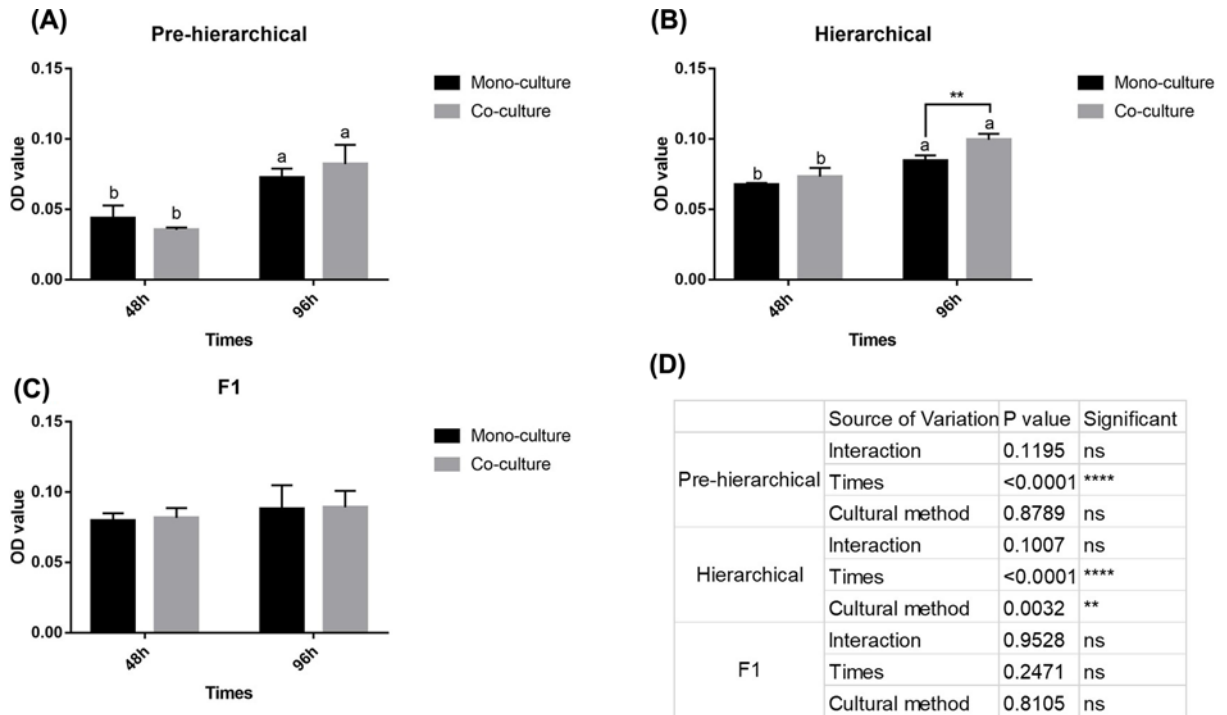 (A)
Pre-hierarchical
0.15
0.10
0.05
0.00
OD value
b
b
a
a
48h
96h
Times
Mono-culture
Co-culture
(B)
Hierarchical
0.15
0.10
0.05
0.00
OD value
b
b
a
**
a
48h
96h
Times
Mono-culture
Co-culture
(C)
F1
0.15
0.10
0.05
0.00
OD value
48h
96h
Times
Mono-culture
Co-culture
(D)
Source of Variation P value Significant
Pre-hierarchical
Interaction 0.1195 ns
Times <0.0001 ****
Cultural method 0.8789 ns
Hierarchical
Interaction 0.1007 ns
Times <0.0001 ****
Cultural method 0.0032 **
F1
Interaction 0.9528 ns
Times 0.2471 ns
Cultural method 0.8105 ns